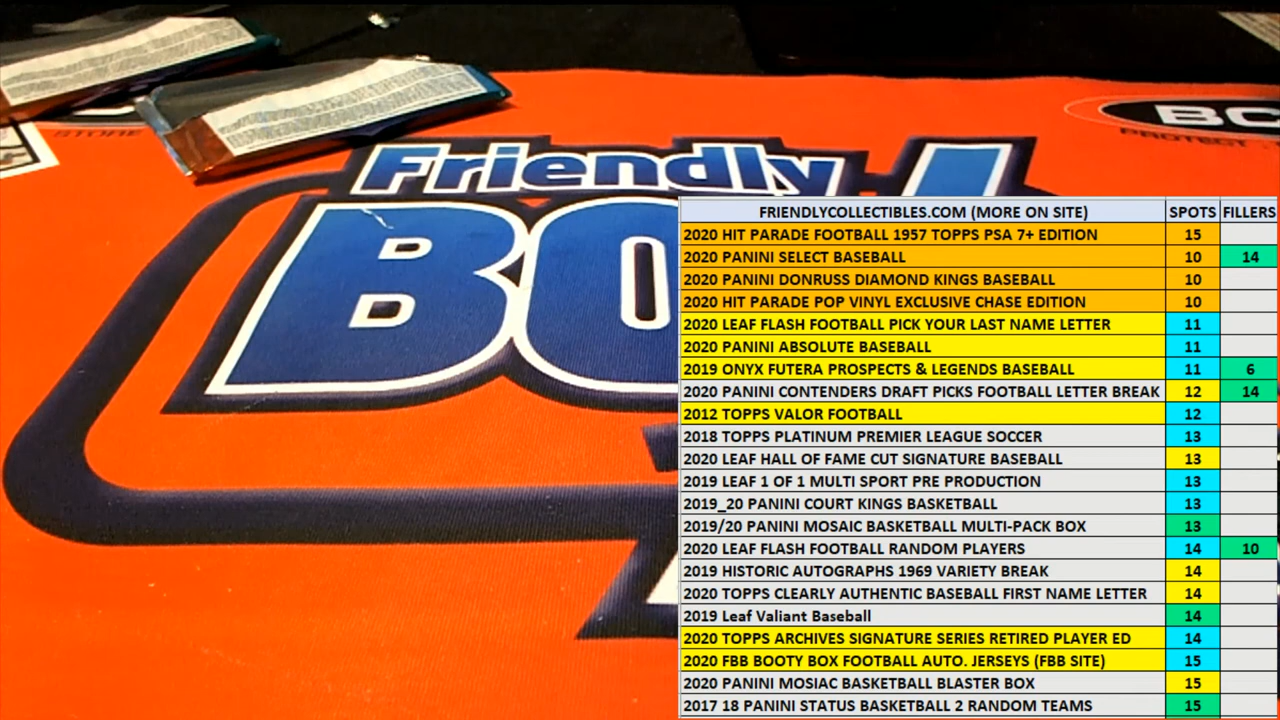 STORE
BC
PROTECT
Friendly
BO
FRIENDLYCOLLECTIBLES.COM (MORE ON SITE) SPOTS FILLERS
2020 HIT PARADE FOOTBALL 1957 TOPPS PSA 7+ EDITION 15
2020 PANINI SELECT BASEBALL 10 14
2020 PANINI DONRUSS DIAMOND KINGS BASEBALL 10
2020 HIT PARADE POP VINYL EXCLUSIVE CHASE EDITION 10
2020 LEAF FLASH FOOTBALL PICK YOUR LAST NAME LETTER 11
2020 PANINI ABSOLUTE BASEBALL 11
2019 ONYX FUTERA PROSPECTS & LEGENDS BASEBALL 11 6
2020 PANINI CONTENDERS DRAFT PICKS FOOTBALL LETTER BREAK 12 14
2012 TOPPS VALOR FOOTBALL 12
2018 TOPPS PLATINUM PREMIER LEAGUE SOCCER 13
2020 LEAF HALL OF FAME CUT SIGNATURE BASEBALL 13
2019 LEAF 1 OF 1 MULTI SPORT PRE PRODUCTION 13
2019_20 PANINI COURT KINGS BASKETBALL 13
2019/20 PANINI MOSAIC BASKETBALL MULTI-PACK BOX 13
2020 LEAF FLASH FOOTBALL RANDOM PLAYERS 14 10
2019 HISTORIC AUTOGRAPHS 1969 VARIETY BREAK 14
2020 TOPPS CLEARLY AUTHENTIC BASEBALL FIRST NAME LETTER 14
2019 Leaf Valiant Baseball 14
2020 TOPPS ARCHIVES SIGNATURE SERIES RETIRED PLAYER ED 14
2020 FBB BOOTY BOX FOOTBALL AUTO. JERSEYS (FBB SITE) 15
2020 PANINI MOSIAC BASKETBALL BLASTER BOX 15
2017 18 PANINI STATUS BASKETBALL 2 RANDOM TEAMS 15